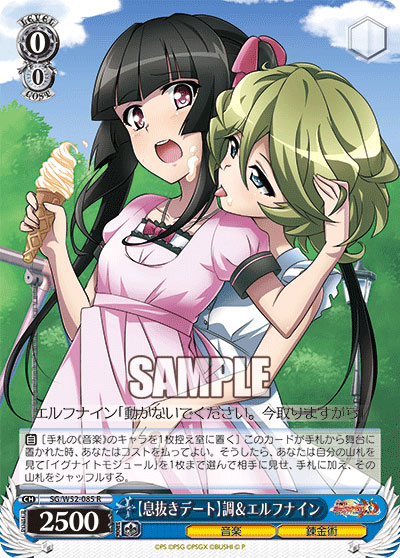 LEVEL
0
0
COST
SAMPLE
エルフナイン「動かないでください。今取りますから」
自 ［手札の《音楽》のキャラを1枚控え室に置く］ このカードが手札から舞台
に置かれた時、あなたはコストを払ってよい。そうしたら、あなたは自分の山札を
見て「イグナイトモジュール」を1枚まで選んで相手に見せ、手札に加え、その
山札をシャッフルする。
CH
SG/W52-085 R
POWER
2500
【息抜きデート】調&エルフナイン
音楽
錬金術
©PS ©PSG ©PSGX ©BUSHI © P